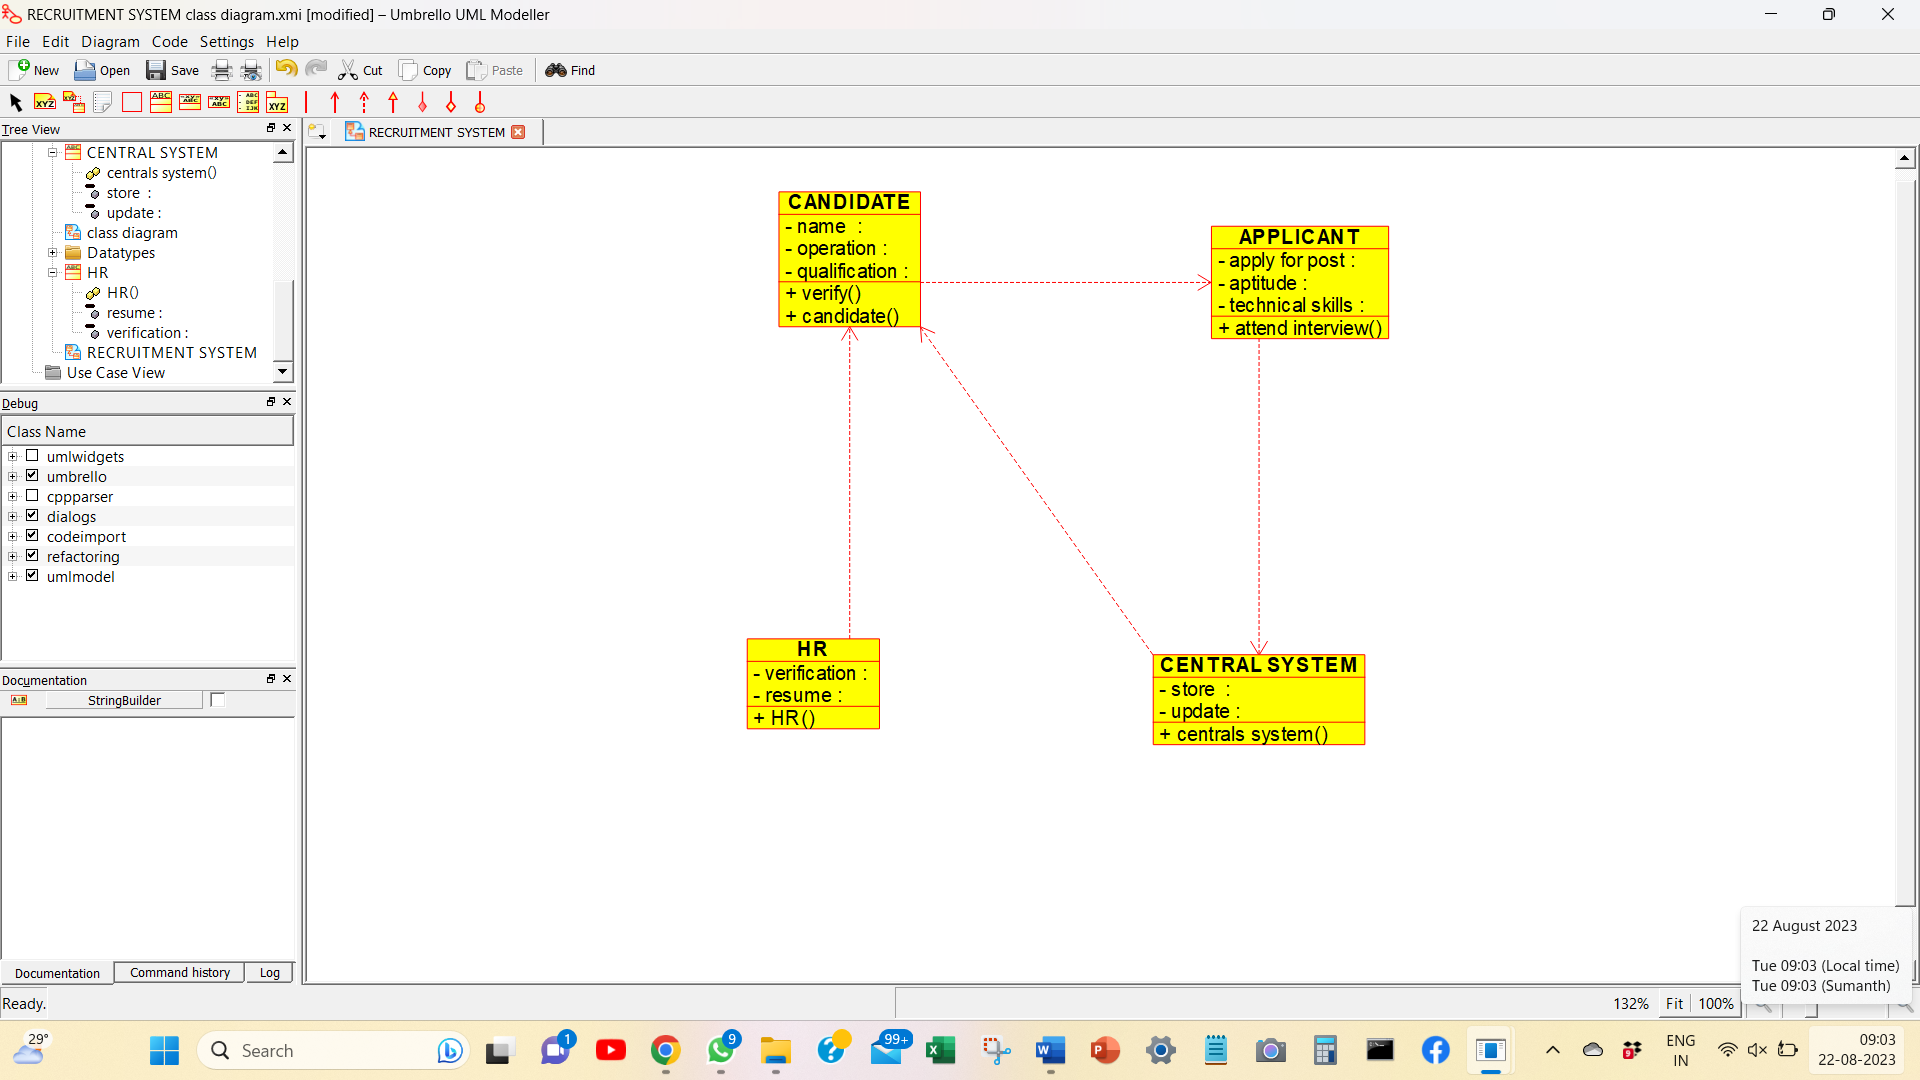 RECRUITMENT SYSTEM class diagram.xmi [modified] – Umbrello UML Modeller
File Edit Diagram Code Settings Help
New Open Save Cut Copy Paste Find
Tree View
RECRUITMENT SYSTEM
CENTRAL SYSTEM
centrals system()
store :
update :
class diagram
Datatypes
HR
HR()
resume :
verification :
RECRUITMENT SYSTEM
Use Case View
Debug
Class Name
umlwidgets
umbrello
cppparser
dialogs
codeimport
refactoring
umlmodel
Documentation
StringBuilder
Documentation Command history Log
Ready.
CANDIDATE
- name :
- operation :
- qualification :
+ verify()
+ candidate()
APPLICANT
- apply for post :
- aptitude :
- technical skills :
+ attend interview()
HR
- verification :
- resume :
+ HR()
CENTRAL SYSTEM
- store :
- update :
+ centrals system()
22 August 2023
Tue 09:03 (Local time)
Tue 09:03 (Sumanth)
132% Fit 100%
29°
Search
1
9
99+
9
ENG
IN
09:03
22-08-2023